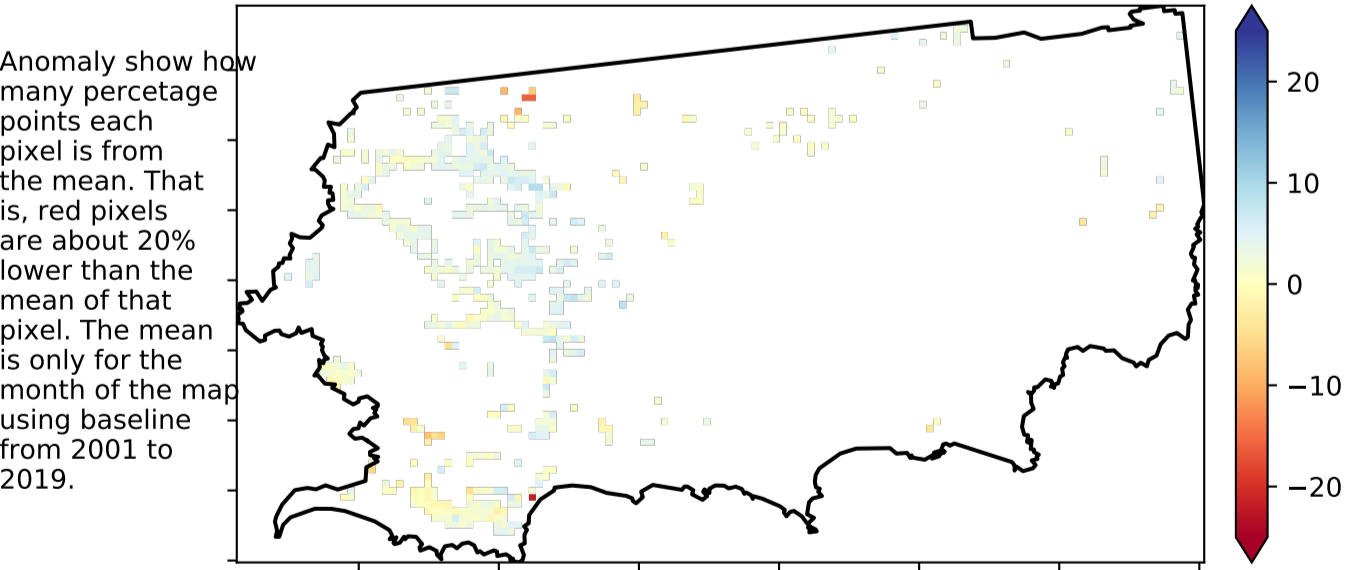 Anomaly show how
many percetage
points each
pixel is from
the mean. That
is, red pixels
are about 20%
lower than the
mean of that
pixel. The mean
is only for the
month of the map
using baseline
from 2001 to
2019.
20
10
0
−10
−20